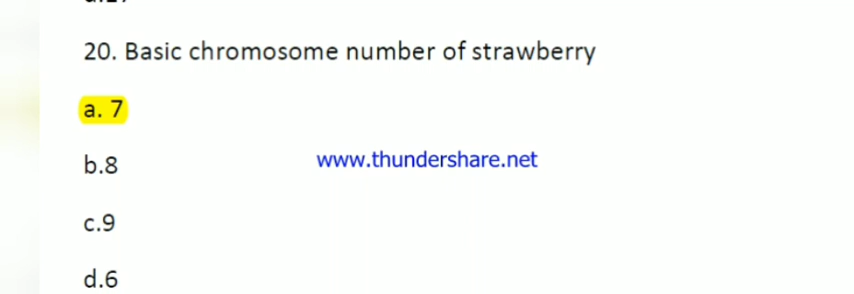 20. Basic chromosome number of strawberry
a. 7
b.8
www.thundershare.net
c.9
d.6